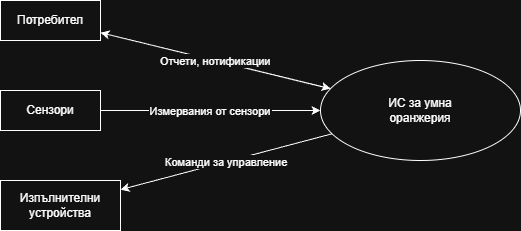 Потребител
Отчети, нотификации
Сензори
Измервания от сензори
ИС за умна
оранжерия
Команди за управление
Изпълнителни
устройства